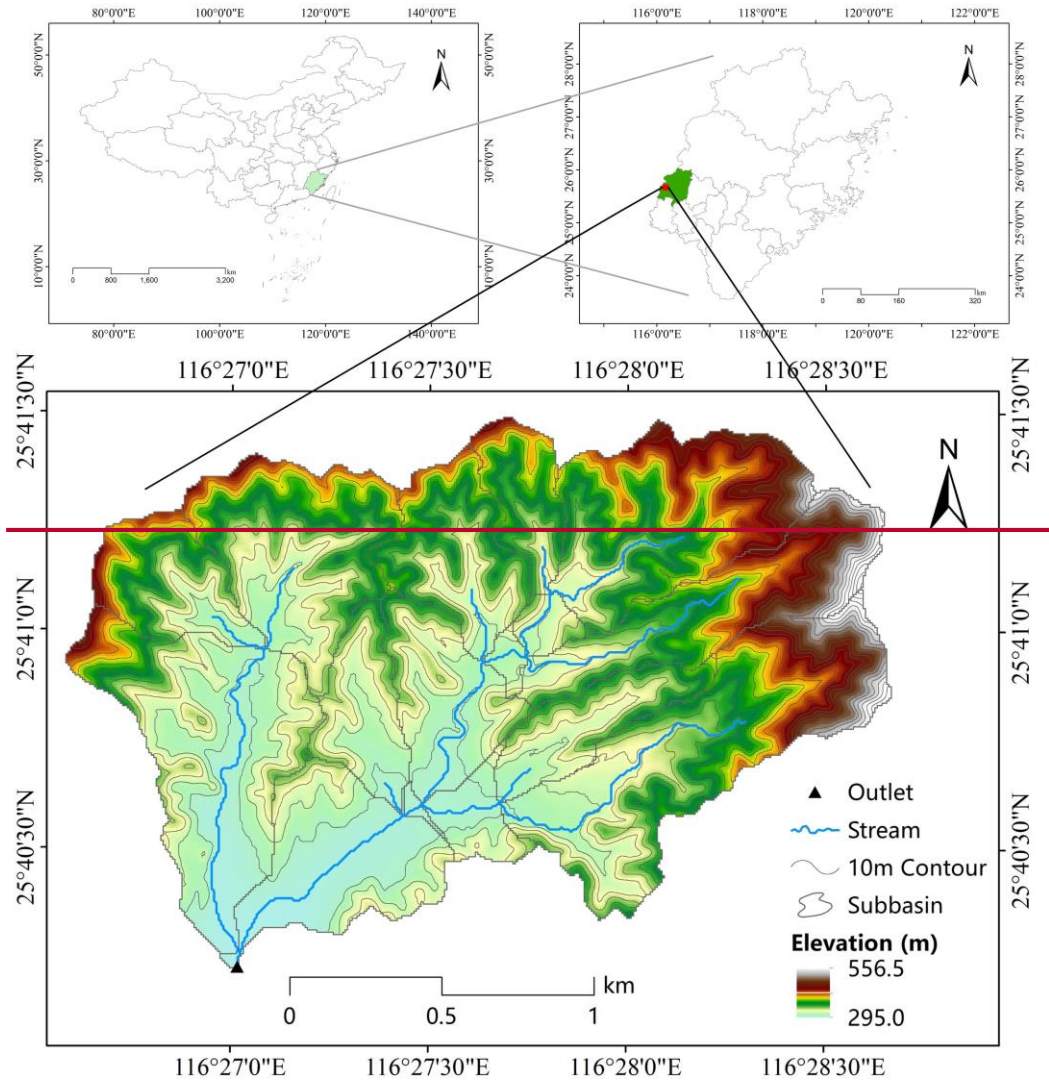 80°0'0"E 100°0'0"E 120°0'0"E 140°0'0"E
50°0'0"N
30°0'0"N
10°0'0"N
N
50°0'0"N
30°0'0"N
10°0'0"N
0 800 1,600 3,200
km
80°0'0"E 100°0'0"E 120°0'0"E 140°0'0"E
116°0'0"E 118°0'0"E 120°0'0"E 122°0'0"E
28°0'0"N
27°0'0"N
26°0'0"N
25°0'0"N
24°0'0"N
N
28°0'0"N
27°0'0"N
26°0'0"N
25°0'0"N
24°0'0"N
km
0 80 160 320
116°0'0"E 118°0'0"E 120°0'0"E 122°0'0"E
116°27'0"E 116°27'30"E 116°28'0"E 116°28'30"E
25°41'30"N
25°41'0"N
25°40'30"N
N
25°41'30"N
25°41'0"N
25°40'30"N
Outlet
Stream
10m Contour
Subbasin
Elevation (m)
556.5
295.0
km
0 0.5 1
116°27'0"E 116°27'30"E 116°28'0"E 116°28'30"E